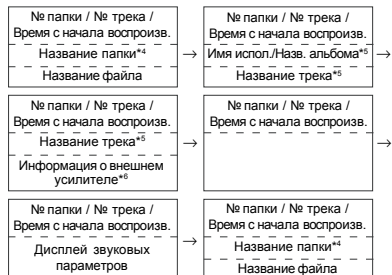 № папки / № трека /
Время с начала воспроизв.
Название папки*4
Название файла
→
№ папки / № трека /
Время с начала воспроизв.
Имя испол./Назв. альбома*5
Название трека*5
→
№ папки / № трека /
Время с начала воспроизв.
Название трека*5
Информация о внешнем
усилителе*6
→
№ папки / № трека /
Время с начала воспроизв.
№ папки / № трека /
Время с начала воспроизв.
Дисплей звуковых
параметров
→
№ папки / № трека /
Время с начала воспроизв.
Название папки*4
Название файла